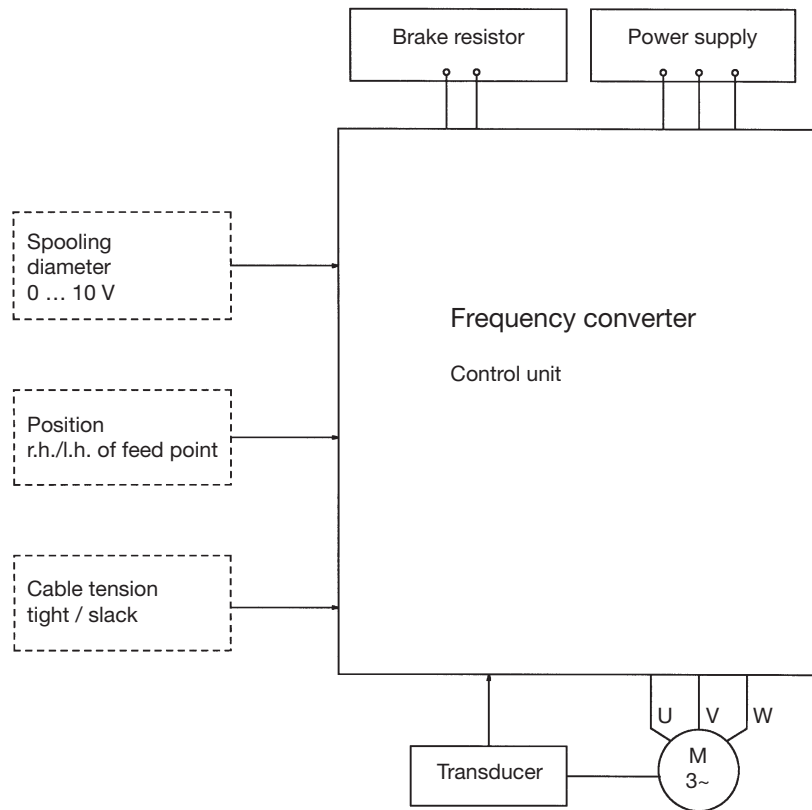 Brake resistor
Power supply
Spooling
diameter
0 … 10 V
Frequency converter
Control unit
Position
r.h./l.h. of feed point
Cable tension
tight / slack
U
V
W
Transducer
M
3~